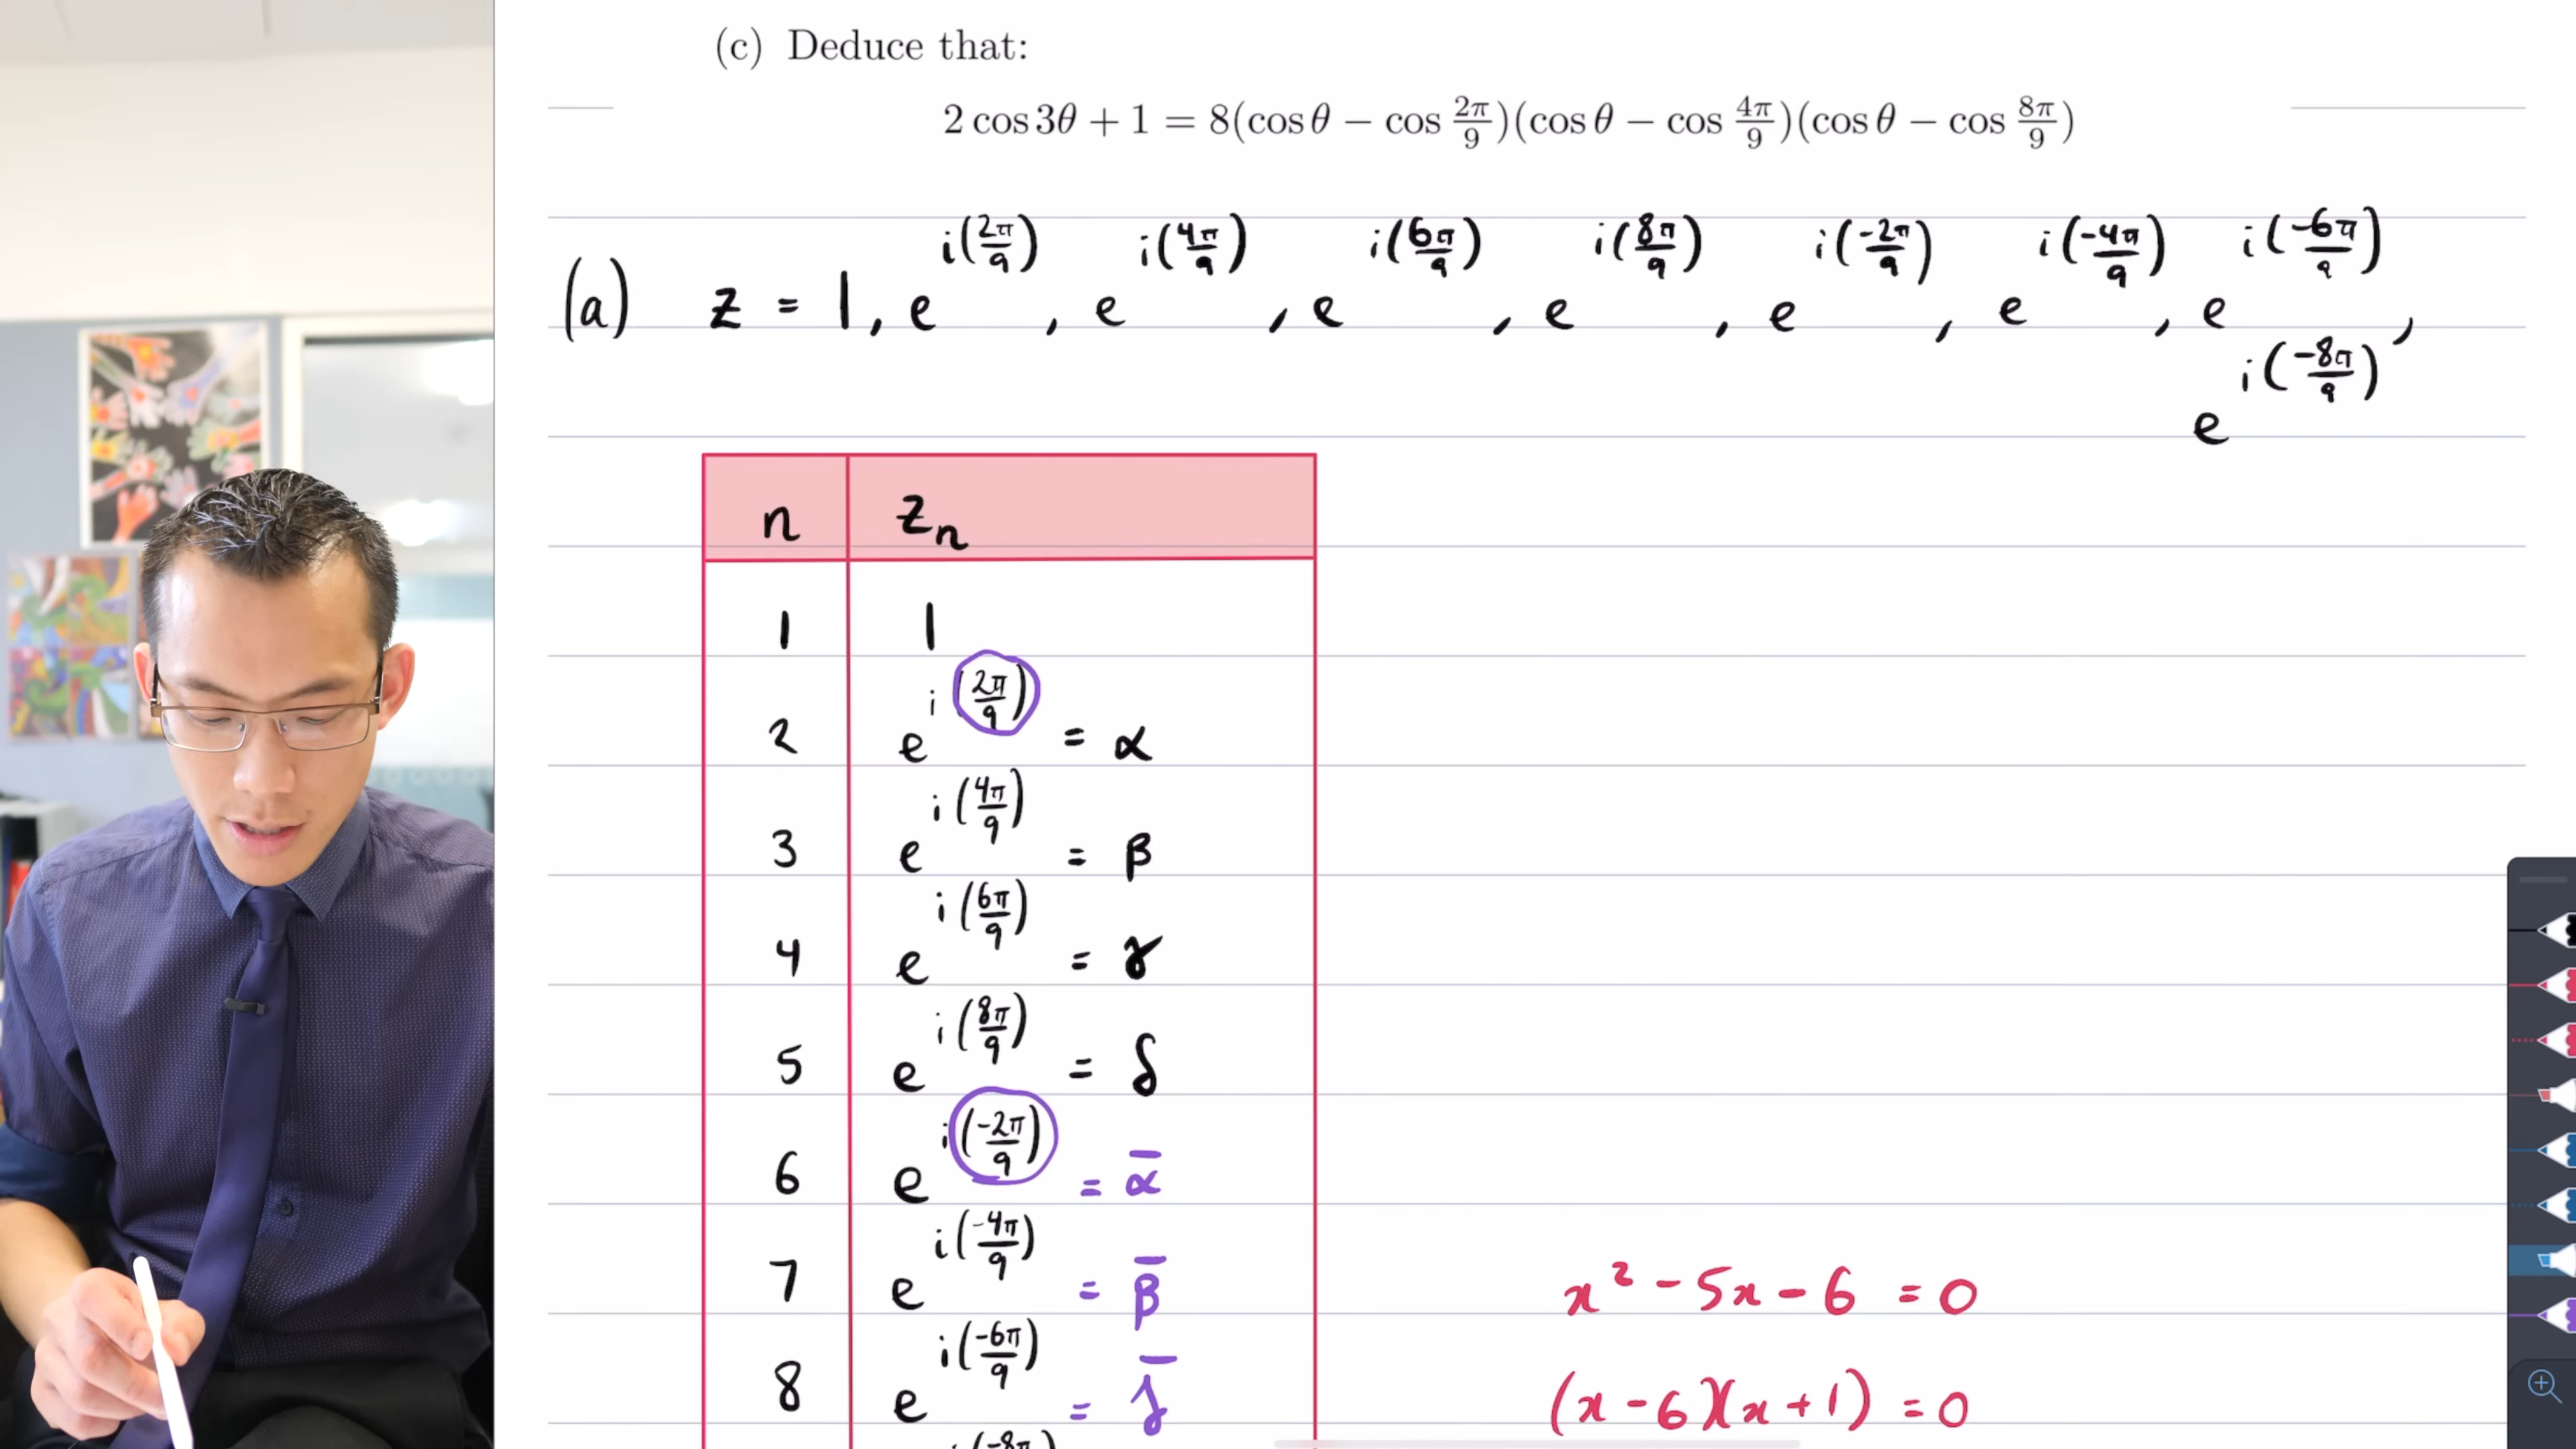 (c) Deduce that:
2 cos 3θ + 1 = 8(cos θ − cos 2π/9)(cos θ − cos 4π/9)(cos θ − cos 8π/9)
(a) z = 1, e^i(2π/9), e^i(4π/9), e^i(6π/9), e^i(8π/9), e^i(-2π/9), e^i(-4π/9), e^i(-6π/9),
e^i(-8π/9)
n zₙ
1 1
2 e^i(2π/9) = α
3 e^i(4π/9) = β
4 e^i(6π/9) = γ
5 e^i(8π/9) = δ
6 e^i(-2π/9) = α̅
7 e^i(-4π/9) = β̅
8 e^i(-6π/9) = γ̅
i(-8π
x² - 5x - 6 = 0
(x - 6)(x + 1) = 0